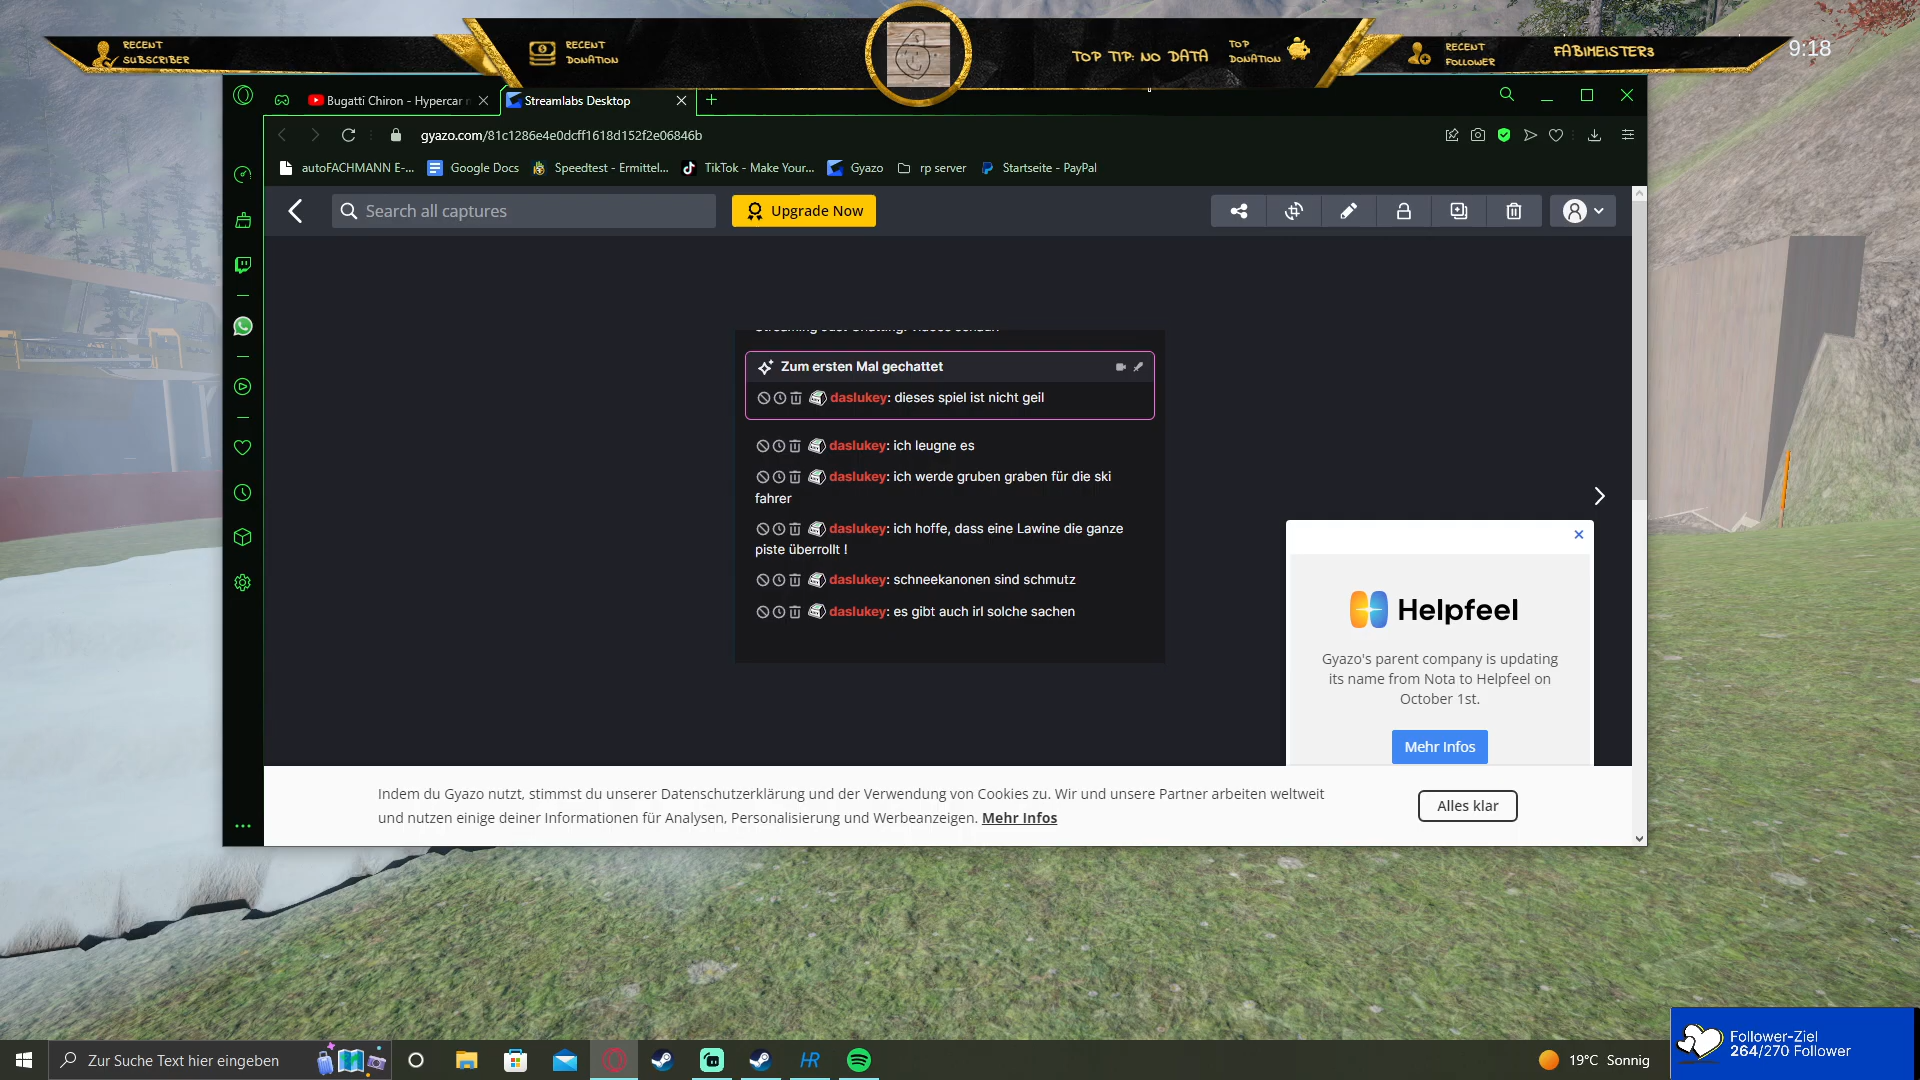 RECENT
SUBSCRIBER
RECENT
DONATION
TOP TIP: NO DATA
TOP
DONATION
RECENT
FOLLOWER
FABIMEISTER3
9:18
Bugatti Chiron - Hypercar
Streamlabs Desktop
gyazo.com/81c1286e4e0dcff1618d152f2e06846b
autoFACHMANN E-...
Google Docs
Speedtest - Ermittel...
TikTok - Make Your...
Gyazo
rp server
Startseite - PayPal
Search all captures
Upgrade Now
Zum ersten Mal gechattet
daslukey: dieses spiel ist nicht geil
daslukey: ich leugne es
daslukey: ich werde gruben graben für die ski
fahrer
daslukey: ich hoffe, dass eine Lawine die ganze
piste überrollt !
daslukey: schneekanonen sind schmutz
daslukey: es gibt auch irl solche sachen
Helpfeel
Gyazo's parent company is updating
its name from Nota to Helpfeel on
October 1st.
Mehr Infos
Indem du Gyazo nutzt, stimmst du unserer Datenschutzerklärung und der Verwendung von Cookies zu. Wir und unsere Partner arbeiten weltweit
und nutzen einige deiner Informationen für Analysen, Personalisierung und Werbeanzeigen. Mehr Infos
Alles klar
Zur Suche Text hier eingeben
HR
19°C Sonnig
Follower-Ziel
264/270 Follower